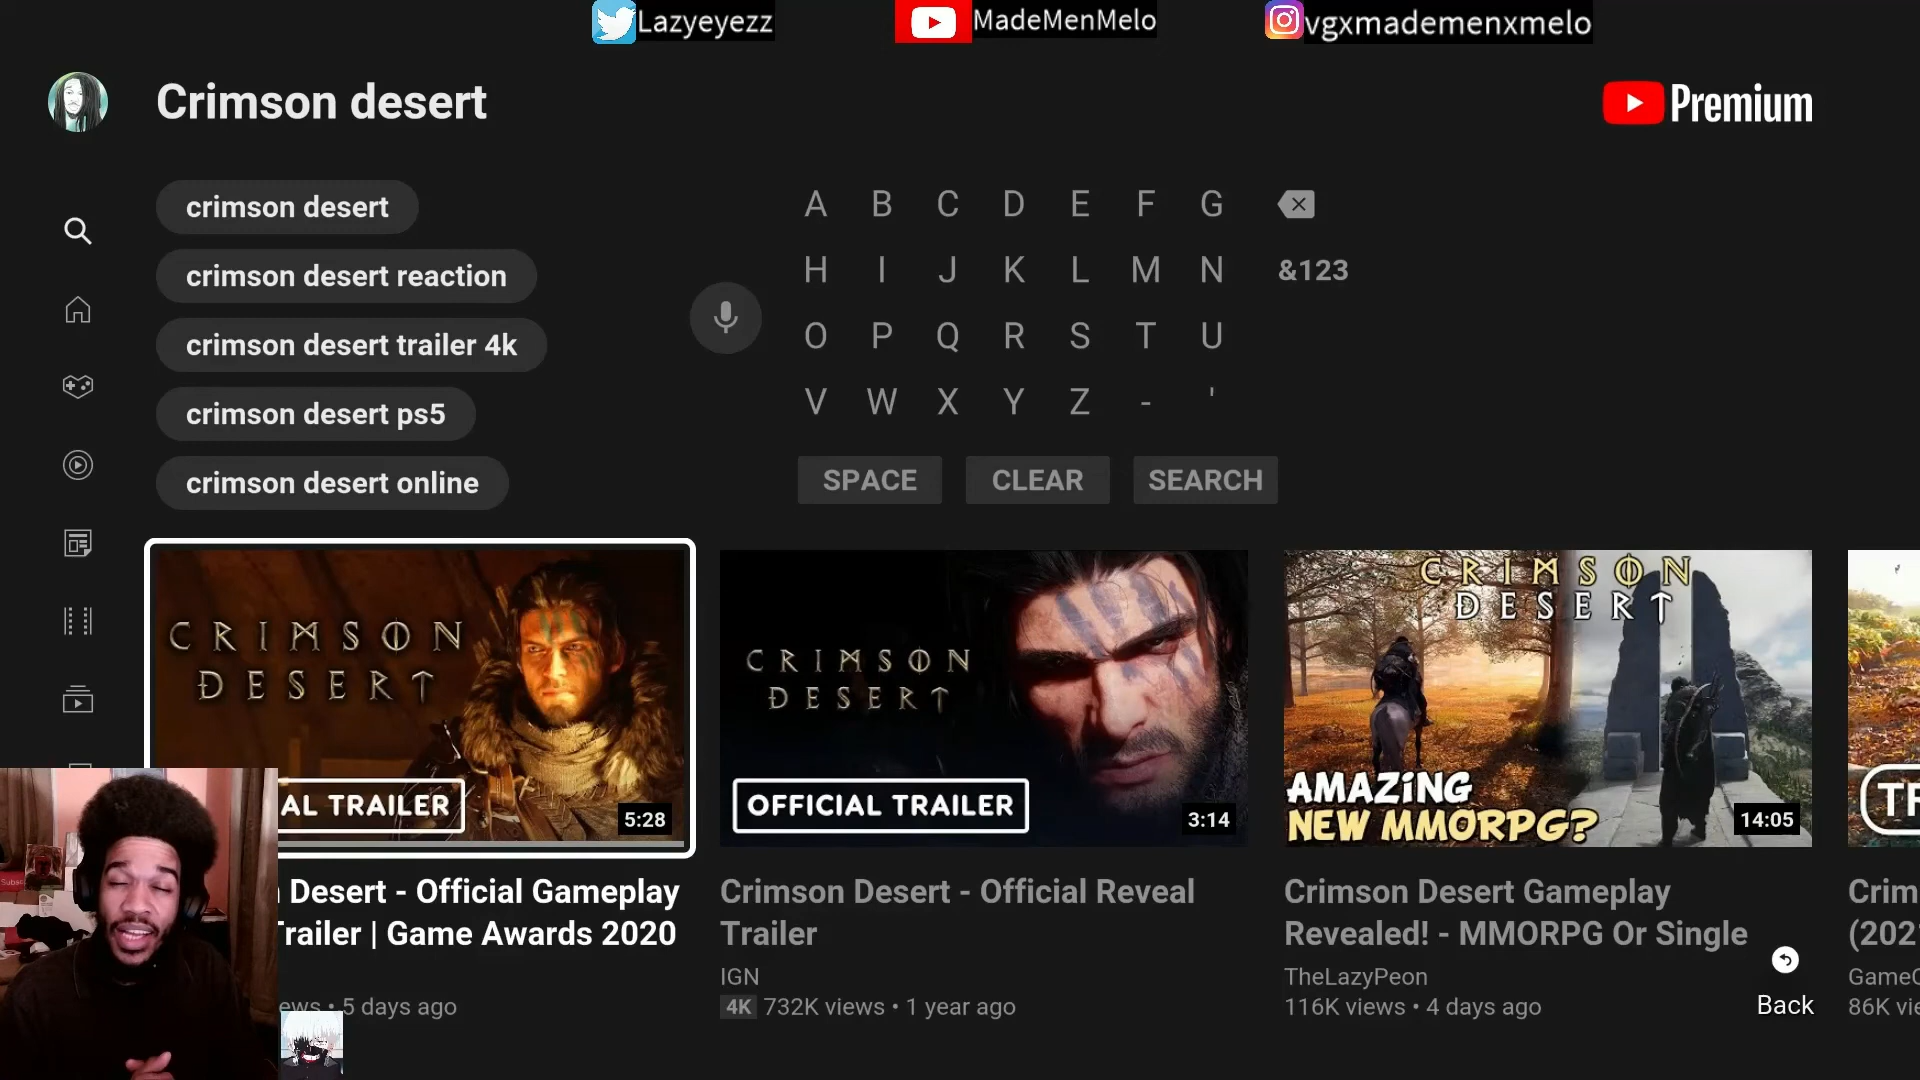 Lazyeyezz
MadeMenMelo
vgxmademenxmelo
Crimson desert
Premium
crimson desert
crimson desert reaction
crimson desert trailer 4k
crimson desert ps5
crimson desert online
A B C D E F G
H I J K L M N &123
O P Q R S T U
V W X Y Z - '
SPACE CLEAR SEARCH
CRIMSON
DESERT
AL TRAILER
5:28
Desert - Official Gameplay
Trailer | Game Awards 2020
ews • 5 days ago
CRIMSON
DESERT
OFFICIAL TRAILER
3:14
Crimson Desert - Official Reveal
Trailer
IGN
4K 732K views • 1 year ago
CRIMSON
DESERT
AMAZING
NEW MMORPG?
14:05
Crimson Desert Gameplay
Revealed! - MMORPG Or Single
TheLazyPeon
116K views • 4 days ago
TR
Crim
(202
Game
86K vie
Back